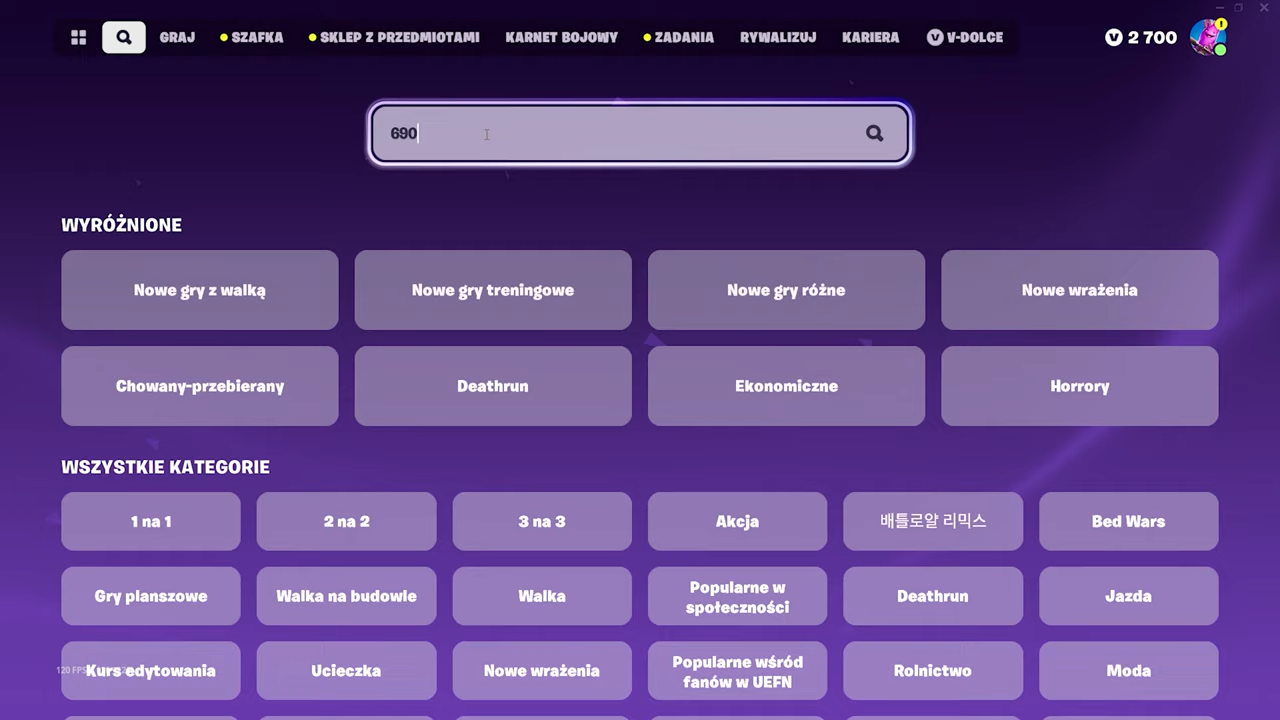 GRAJ
SZAFKA
SKLEP Z PRZEDMIOTAMI
KARNET BOJOWY
ZADANIA
RYWALIZUJ
KARIERA
V-DOLCE
2 700
690
WYRÓŻNIONE
Nowe gry z walką
Nowe gry treningowe
Nowe gry różne
Nowe wrażenia
Chowany-przebierany
Deathrun
Ekonomiczne
Horrory
WSZYSTKIE KATEGORIE
1 na 1
2 na 2
3 na 3
Akcja
배틀로얄 리믹스
Bed Wars
Gry planszowe
Walka na budowle
Walka
Popularne w
społeczności
Deathrun
Jazda
120 FPS
Kurs edytowania
Ucieczka
Nowe wrażenia
Popularne wśród
fanów w UEFN
Rolnictwo
Moda